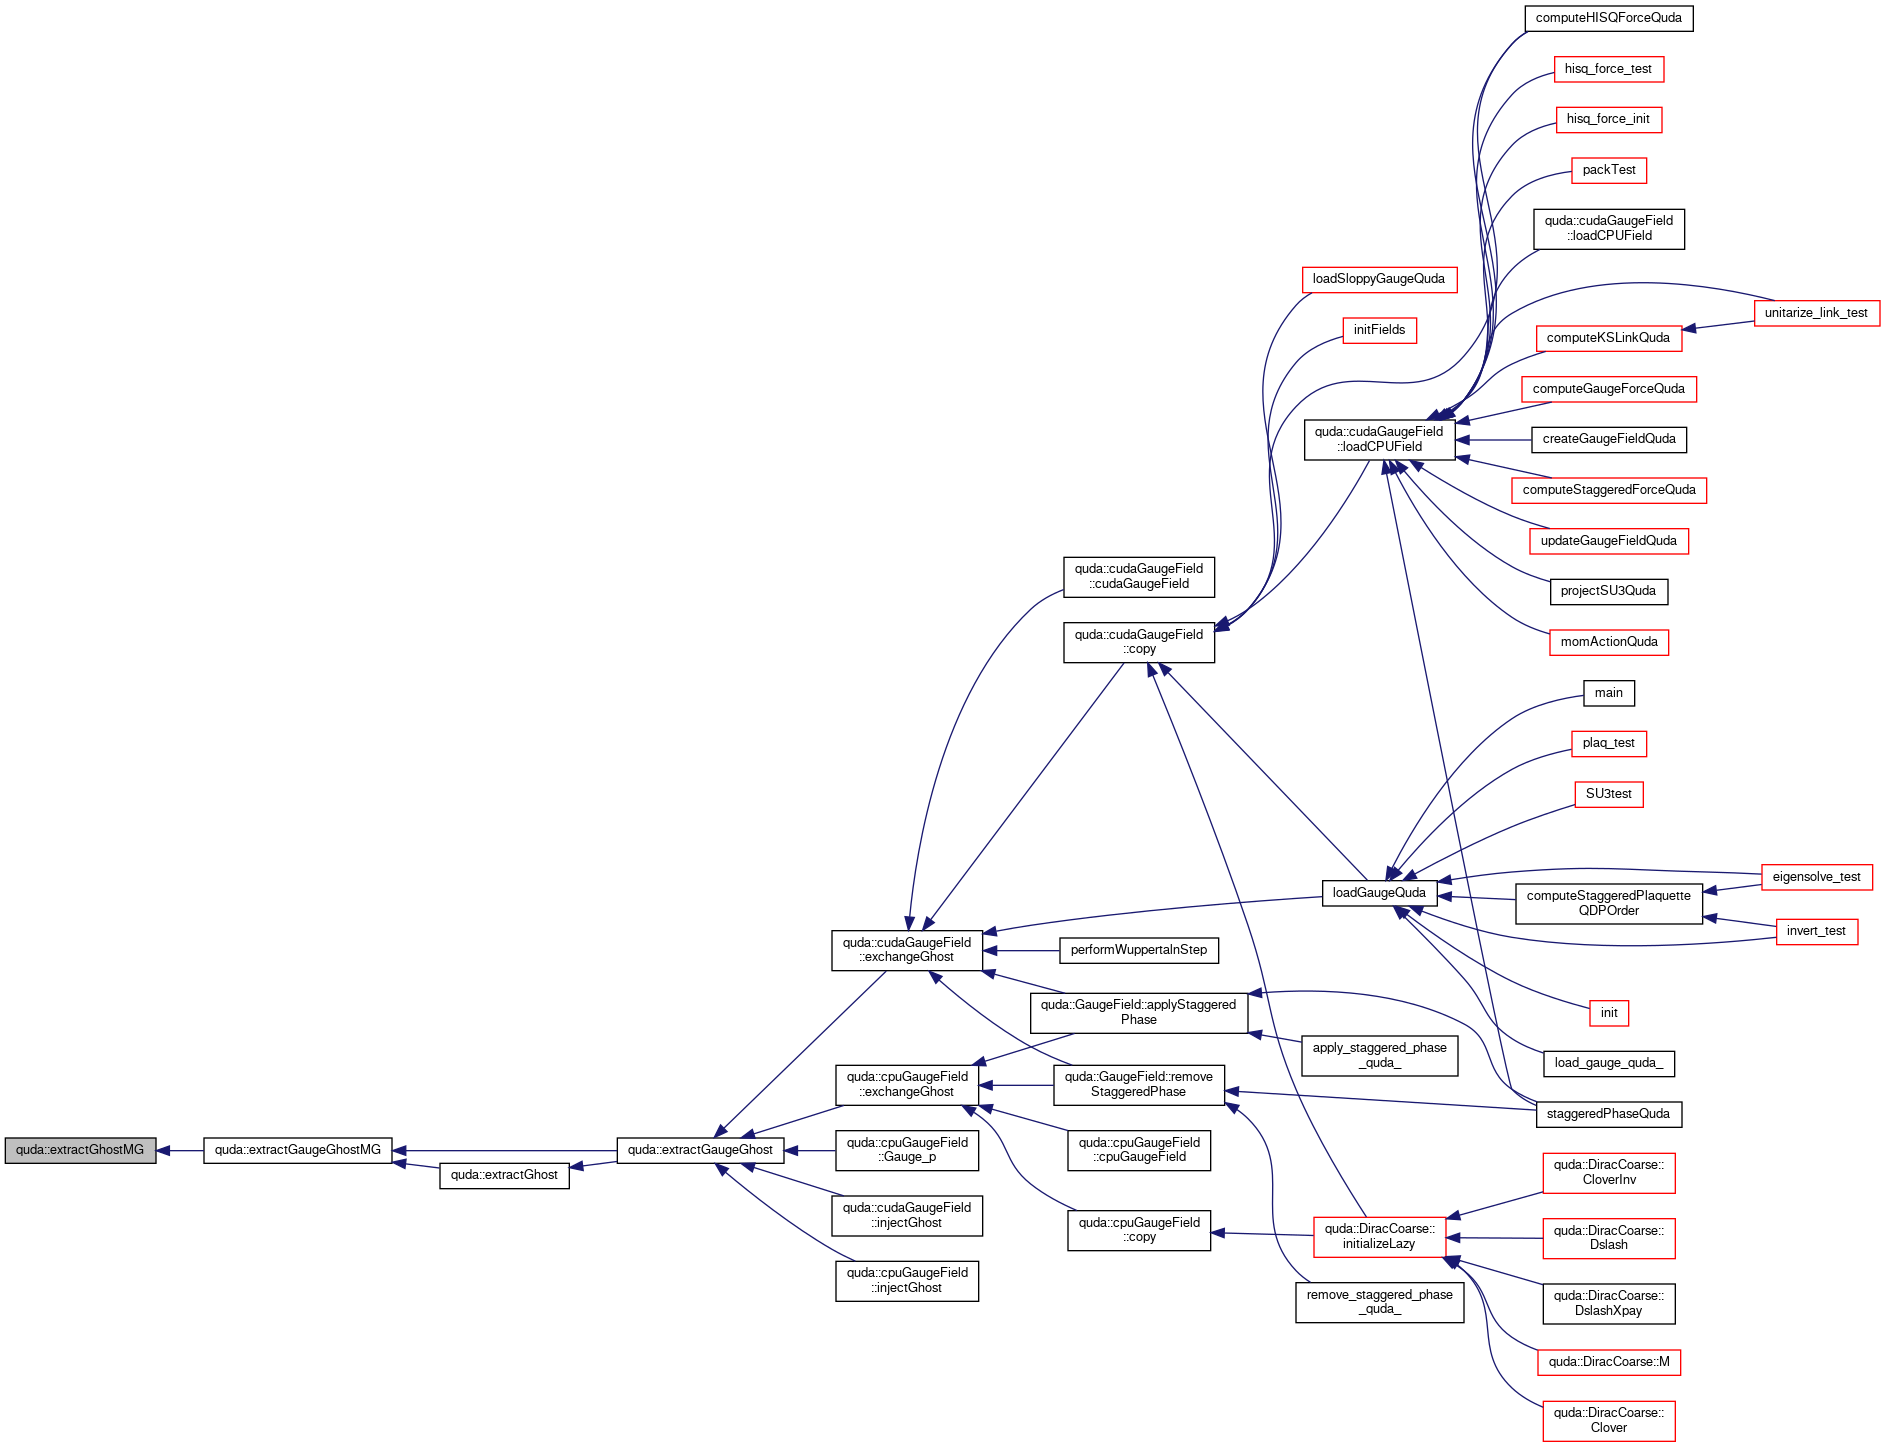 computeHISQForceQuda
hisq_force_test
hisq_force_init
packTest
quda::cudaGaugeField
::loadCPUField
loadSloppyGaugeQuda
unitarize_link_test
initFields
computeKSLinkQuda
computeGaugeForceQuda
quda::cudaGaugeField
::loadCPUField
createGaugeFieldQuda
computeStaggeredForceQuda
updateGaugeFieldQuda
quda::cudaGaugeField
::cudaGaugeField
projectSU3Quda
quda::cudaGaugeField
::copy
momActionQuda
main
plaq_test
SU3test
eigensolve_test
loadGaugeQuda
computeStaggeredPlaquette
QDPOrder
invert_test
quda::cudaGaugeField
::exchangeGhost
performWuppertalnStep
quda::GaugeField::applyStaggered
Phase
init
apply_staggered_phase
_quda_
load_gauge_quda_
quda::cpuGaugeField
::exchangeGhost
quda::GaugeField::remove
StaggeredPhase
staggeredPhaseQuda
quda::extractGhostMG
quda::extractGaugeGhostMG
quda::extractGhost
quda::extractGaugeGhost
quda::cpuGaugeField
::Gauge_p
quda::cpuGaugeField
::cpuGaugeField
quda::DiracCoarse::
CloverInv
quda::cudaGaugeField
::injectGhost
quda::cpuGaugeField
::copy
quda::DiracCoarse::
initializeLazy
quda::DiracCoarse::
Dslash
quda::cpuGaugeField
::injectGhost
remove_staggered_phase
_quda_
quda::DiracCoarse::
DslashXpay
quda::DiracCoarse::M
quda::DiracCoarse::
Clover